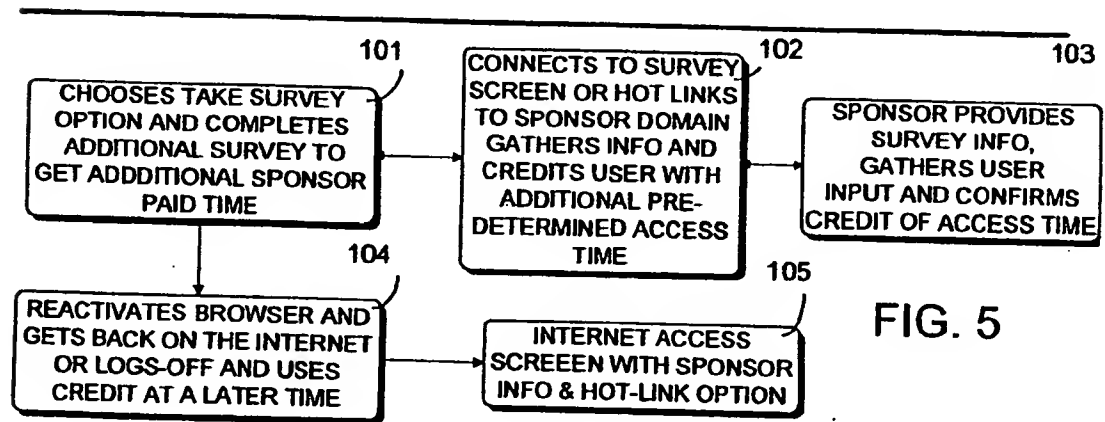 101
CHOOSES TAKE SURVEY
OPTION AND COMPLETES
ADDITIONAL SURVEY TO
GET ADDDITIONAL SPONSOR
PAID TIME
102
CONNECTS TO SURVEY
SCREEN OR HOT LINKS
TO SPONSOR DOMAIN
GATHERS INFO AND
CREDITS USER WITH
ADDITIONAL PRE-
DETERMINED ACCESS
TIME
103
SPONSOR PROVIDES
SURVEY INFO,
GATHERS USER
INPUT AND CONFIRMS
CREDIT OF ACCESS TIME
104
REACTIVATES BROWSER AND
GETS BACK ON THE INTERNET
OR LOGS-OFF AND USES
CREDIT AT A LATER TIME
105
INTERNET ACCESS
SCREEEN WITH SPONSOR
INFO & HOT-LINK OPTION
FIG. 5